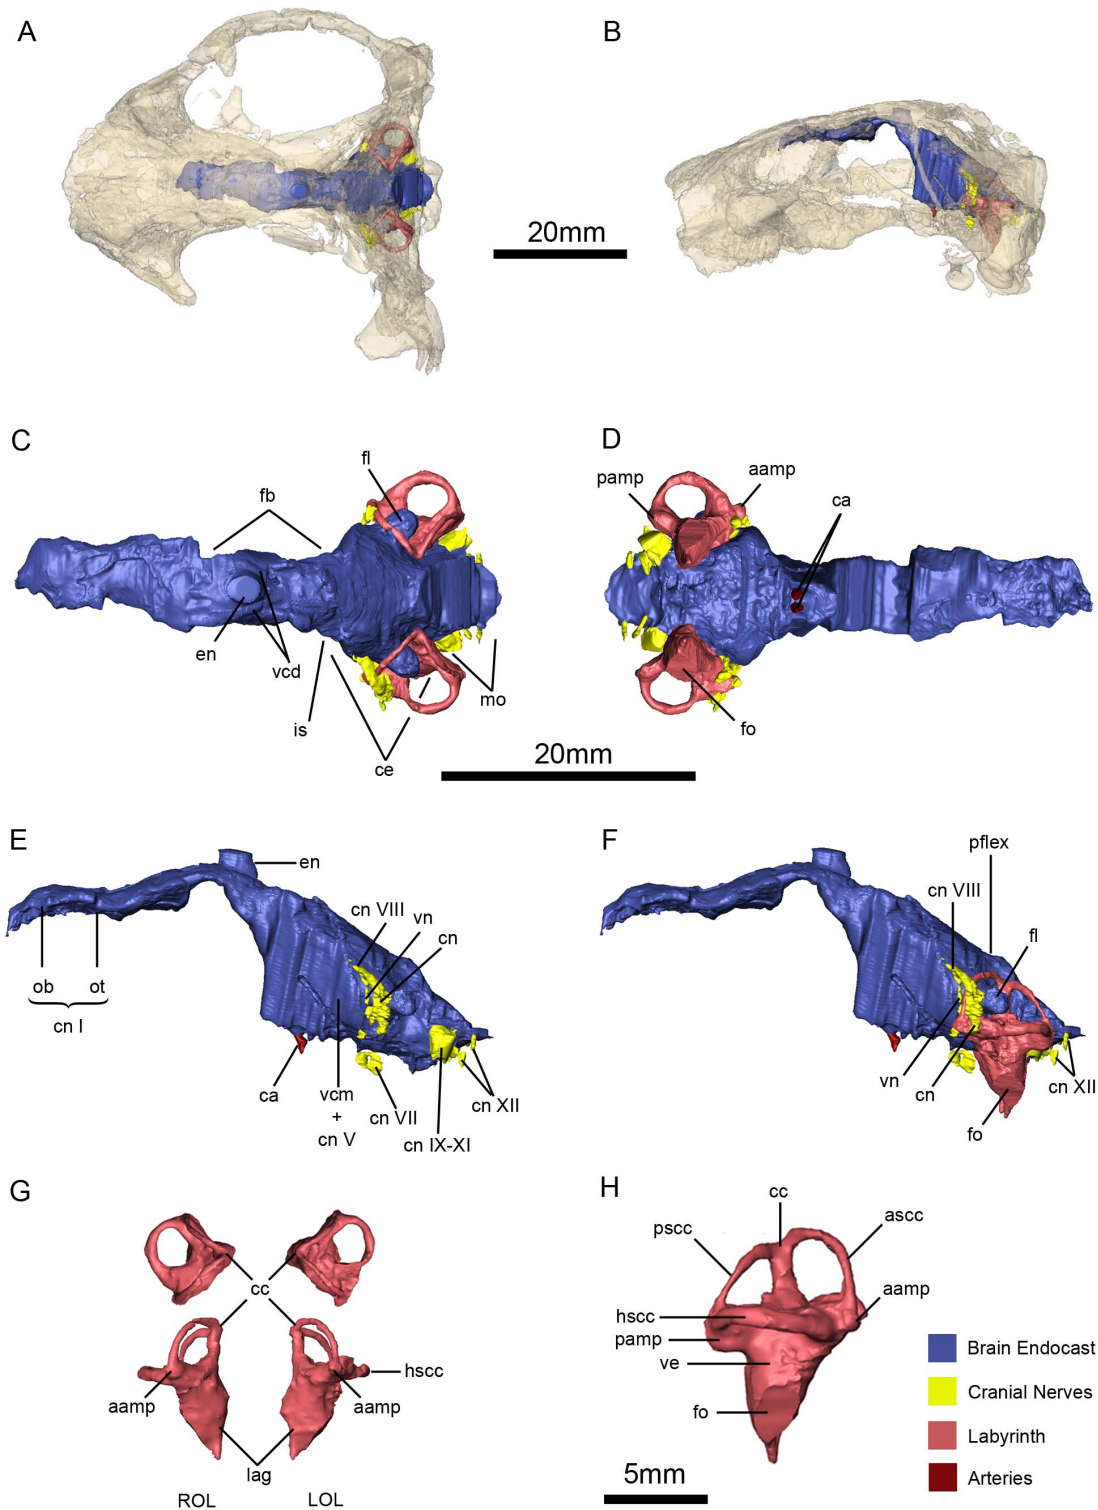 A
B
20mm
C
D
fl
fb
pamp
aamp
ca
en
vcd
is
mo
ce
fo
20mm
E
F
en
pflex
cn VIII
vn
cn
cn VIII
fl
ob
ot
cn I
ca
vcm
+
cn V
cn VII
cn IX-XI
cn XII
vn
cn
cn XII
fo
G
H
cc
pscc
ascc
cc
aamp
hscc
hscc
pamp
aamp
aamp
ve
fo
lag
ROL
LOL
5mm
Brain Endocast
Cranial Nerves
Labyrinth
Arteries